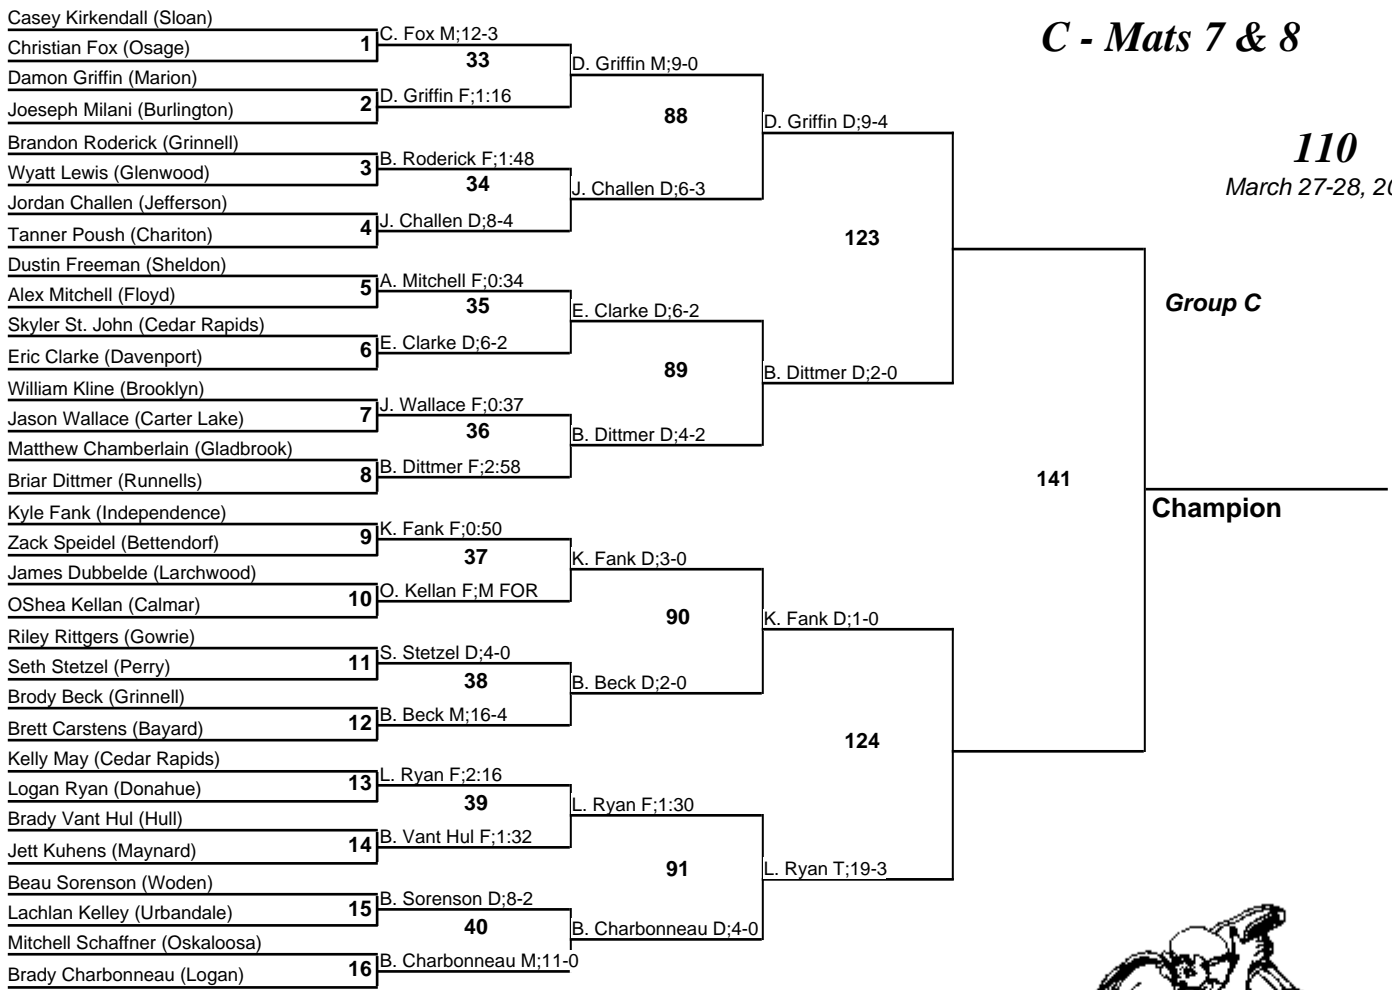 C - Mats 7 & 8
110
March 27-28, 20
Group C
Casey Kirkendall (Sloan)
1
C. Fox M;12-3
Christian Fox (Osage)
33
D. Griffin M;9-0
Damon Griffin (Marion)
2
D. Griffin F;1:16
Joeseph Milani (Burlington)
88
D. Griffin D;9-4
Brandon Roderick (Grinnell)
3
B. Roderick F;1:48
Wyatt Lewis (Glenwood)
34
J. Challen D;6-3
Jordan Challen (Jefferson)
4
J. Challen D;8-4
Tanner Poush (Chariton)
123
Dustin Freeman (Sheldon)
5
A. Mitchell F;0:34
Alex Mitchell (Floyd)
35
E. Clarke D;6-2
Skyler St. John (Cedar Rapids)
6
E. Clarke D;6-2
Eric Clarke (Davenport)
89
B. Dittmer D;2-0
William Kline (Brooklyn)
7
J. Wallace F;0:37
Jason Wallace (Carter Lake)
36
B. Dittmer D;4-2
Matthew Chamberlain (Gladbrook)
8
B. Dittmer F;2:58
Briar Dittmer (Runnells)
141
Champion
Kyle Fank (Independence)
9
K. Fank F;0:50
Zack Speidel (Bettendorf)
37
K. Fank D;3-0
James Dubbelde (Larchwood)
10
O. Kellan F;M FOR
OShea Kellan (Calmar)
90
K. Fank D;1-0
Riley Rittgers (Gowrie)
11
S. Stetzel D;4-0
Seth Stetzel (Perry)
38
B. Beck D;2-0
Brody Beck (Grinnell)
12
B. Beck M;16-4
Brett Carstens (Bayard)
124
Kelly May (Cedar Rapids)
13
L. Ryan F;2:16
Logan Ryan (Donahue)
39
L. Ryan F;1:30
Brady Vant Hul (Hull)
14
B. Vant Hul F;1:32
Jett Kuhens (Maynard)
91
L. Ryan T;19-3
Beau Sorenson (Woden)
15
B. Sorenson D;8-2
Lachlan Kelley (Urbandale)
40
B. Charbonneau D;4-0
Mitchell Schaffner (Oskaloosa)
16
B. Charbonneau M;11-0
Brady Charbonneau (Logan)